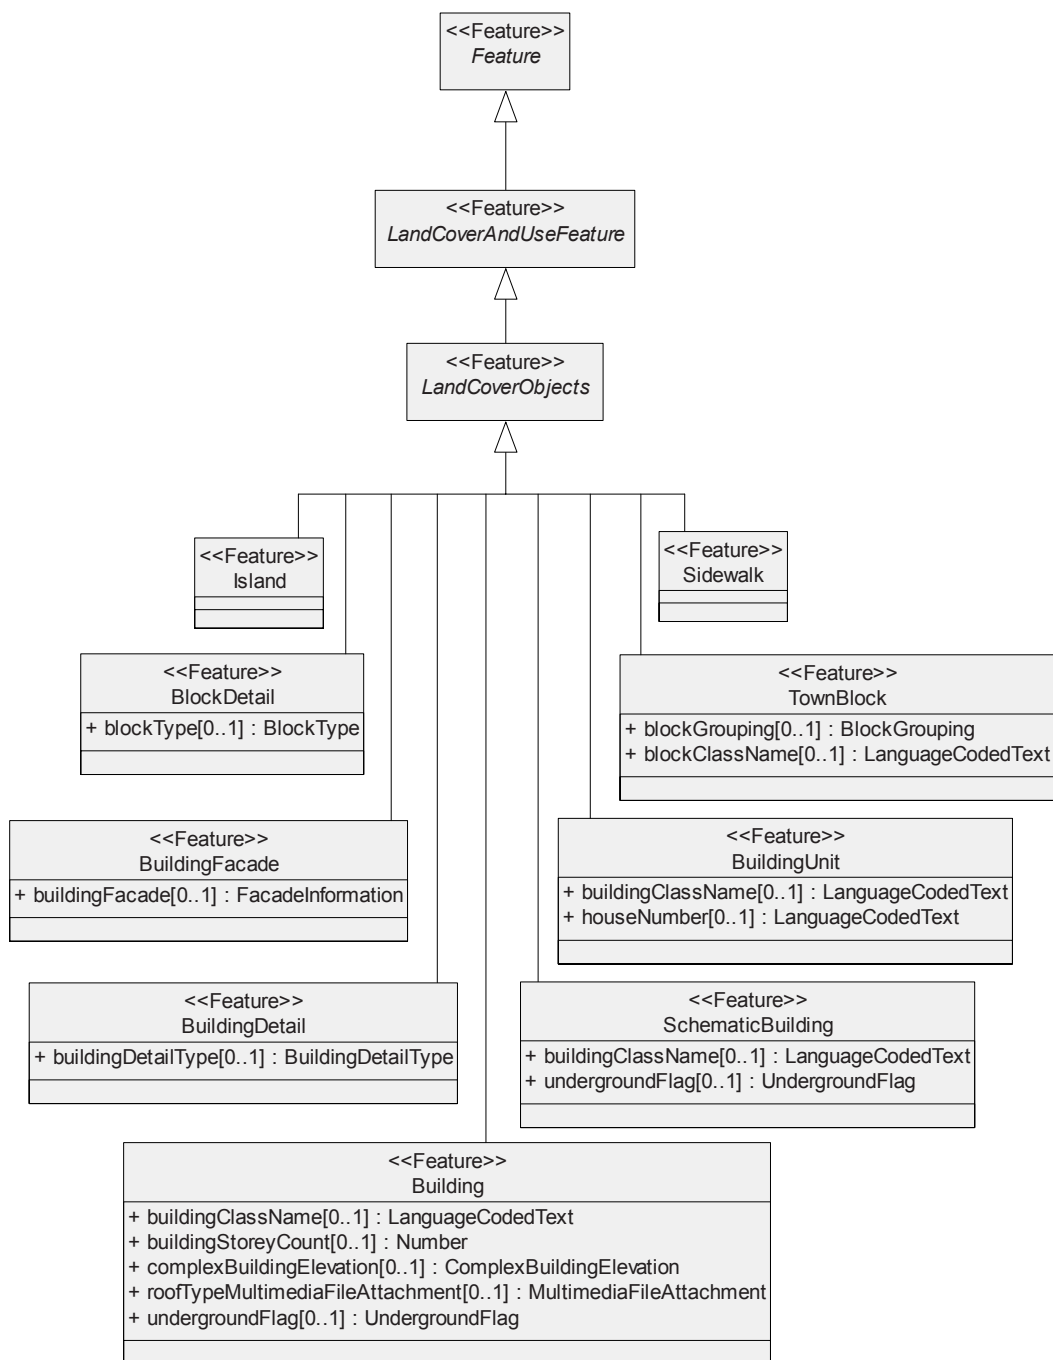 <<Feature>>
Feature
<<Feature>>
LandCoverAndUseFeature
<<Feature>>
LandCoverObjects
<<Feature>>
Island
<<Feature>>
Sidewalk
<<Feature>>
BlockDetail
+ blockType[0..1] : BlockType
<<Feature>>
TownBlock
+ blockGrouping[0..1] : BlockGrouping
+ blockClassName[0..1] : LanguageCodedText
<<Feature>>
BuildingFacade
+ buildingFacade[0..1] : FacadeInformation
<<Feature>>
BuildingUnit
+ buildingClassName[0..1] : LanguageCodedText
+ houseNumber[0..1] : LanguageCodedText
<<Feature>>
BuildingDetail
+ buildingDetailType[0..1] : BuildingDetailType
<<Feature>>
SchematicBuilding
+ buildingClassName[0..1] : LanguageCodedText
+ undergroundFlag[0..1] : UndergroundFlag
<<Feature>>
Building
+ buildingClassName[0..1] : LanguageCodedText
+ buildingStoreyCount[0..1] : Number
+ complexBuildingElevation[0..1] : ComplexBuildingElevation
+ roofTypeMultimediaFileAttachment[0..1] : MultimediaFileAttachment
+ undergroundFlag[0..1] : UndergroundFlag